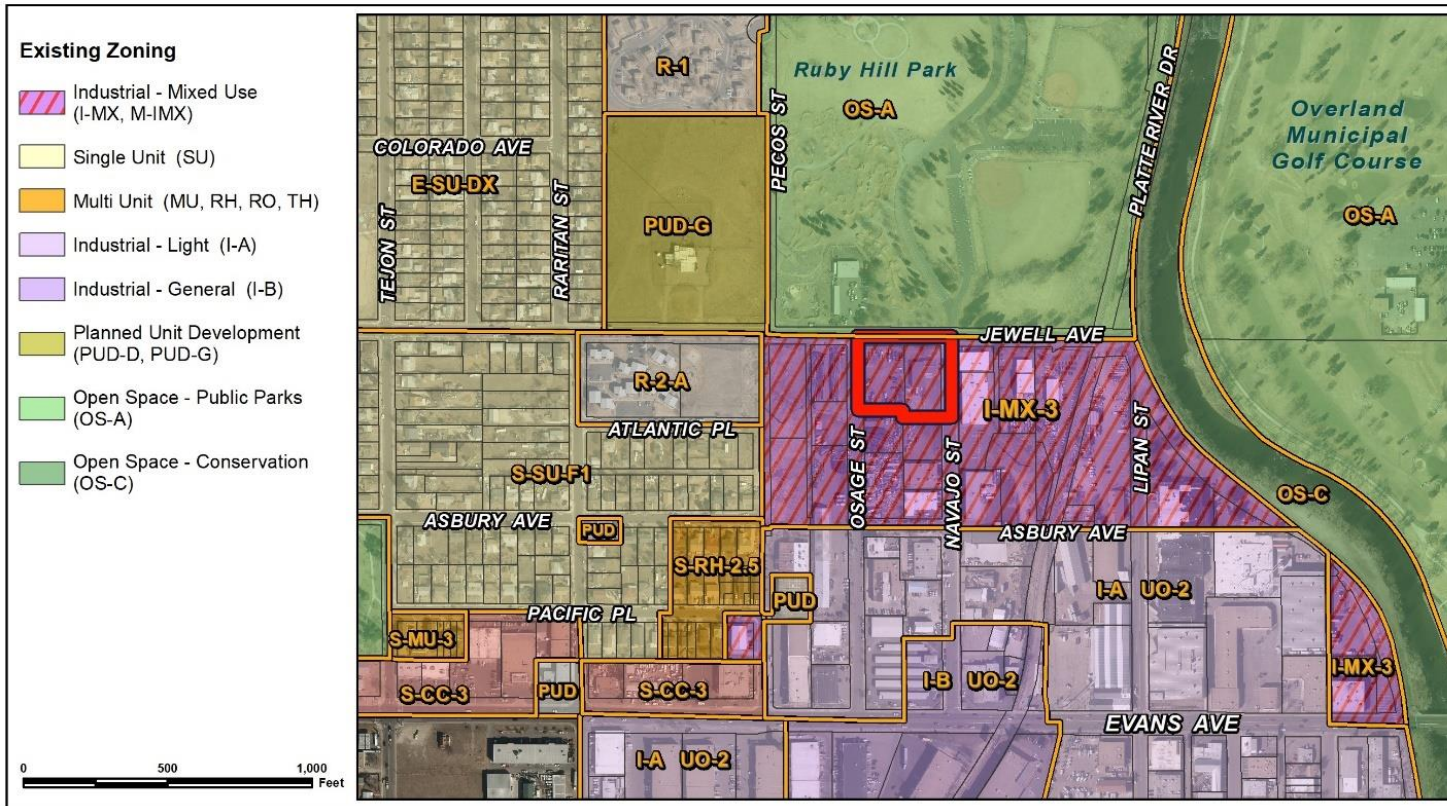 Existing Zoning
Industrial - Mixed Use
(I-MX, M-IMX)
Single Unit (SU)
Multi Unit (MU, RH, RO, TH)
Industrial - Light (I-A)
Industrial - General (I-B)
Planned Unit Development
(PUD-D, PUD-G)
Open Space - Public Parks
(OS-A)
Open Space - Conservation
(OS-C)
0 500 1,000
Feet
R-1
Ruby Hill Park
OS-A
PECOS ST
PLATTE RIVER DR
Overland
Municipal
Golf Course
OS-A
COLORADO AVE
E-SU-DX
TEJON ST
RARITAN ST
PUD-G
JEWELL AVE
R-2-A
I-MX-3
ATLANTIC PL
OSAGE ST
NAVAJO ST
LIPAN ST
S-SU-F1
OS-C
ASBURY AVE
PUD
ASBURY AVE
S-RH-2.5
PUD
I-A UO-2
PACIFIC PL
S-MU-3
S-CC-3
PUD
S-CC-3
I-B UO-2
I-MX-3
EVANS AVE
I-A UO-2